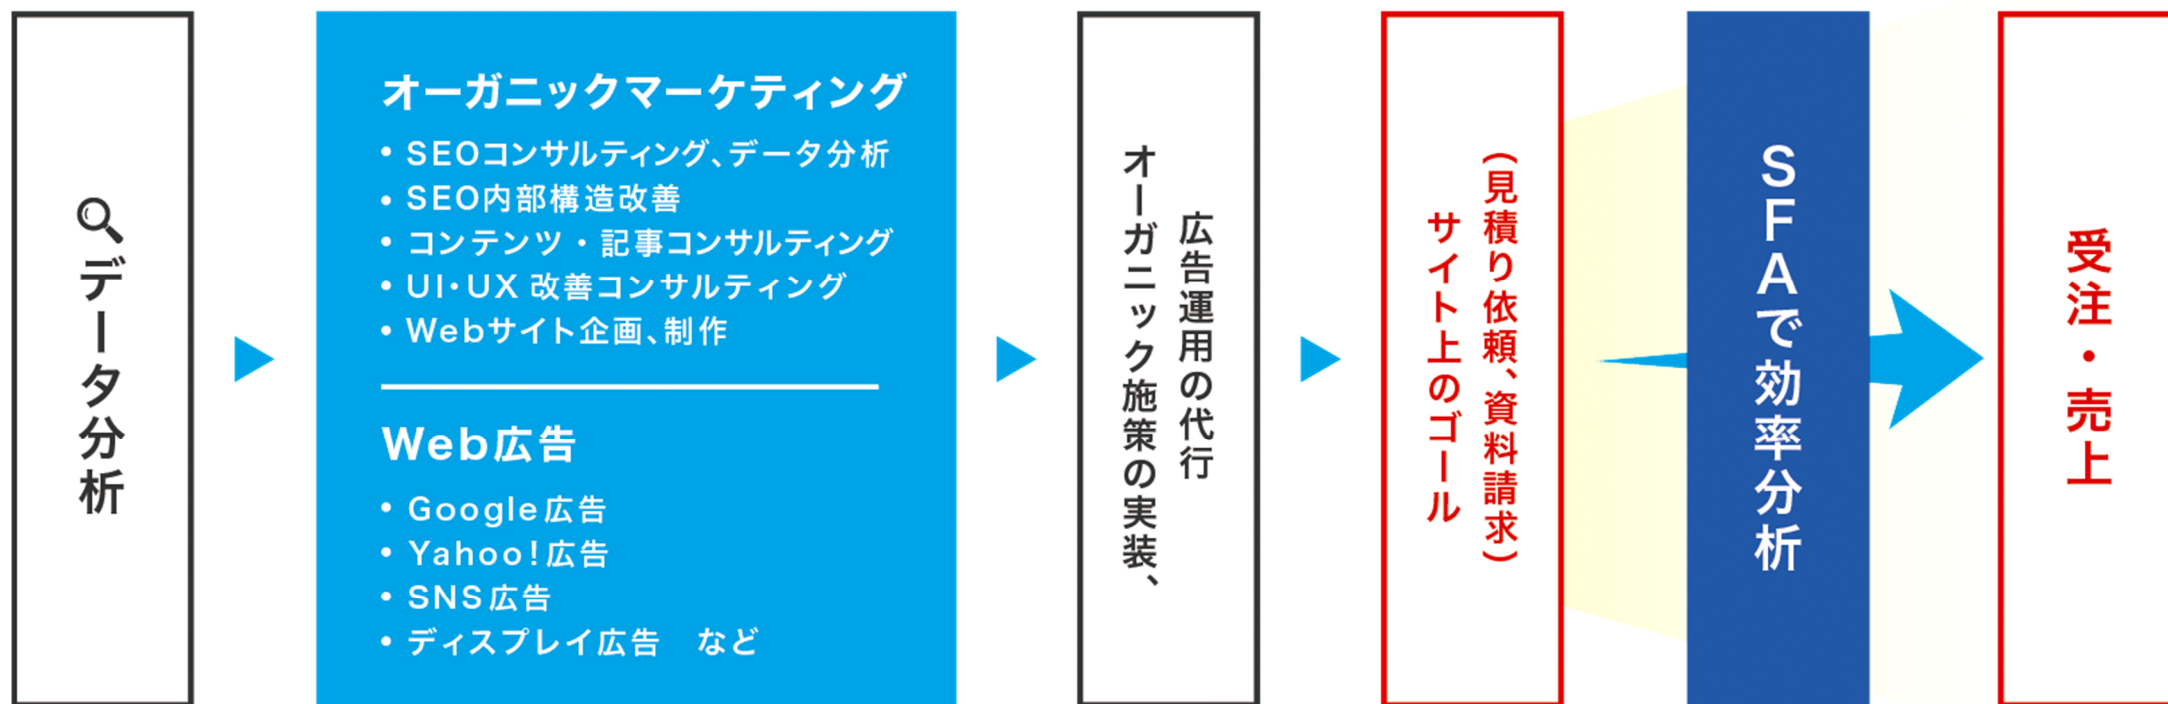 データ分析
オーガニックマーケティング
• SEOコンサルティング、データ分析
• SEO内部構造改善
• コンテンツ・記事コンサルティング
• UI・UX 改善コンサルティング
• Webサイト企画、制作
Web広告
• Google広告
• Yahoo!広告
• SNS広告
• ディスプレイ広告　など
オーガニック施策の実装、
広告運用の代行
サイト上のゴール
（見積り依頼、資料請求）
SFAで効率分析
受注・売上